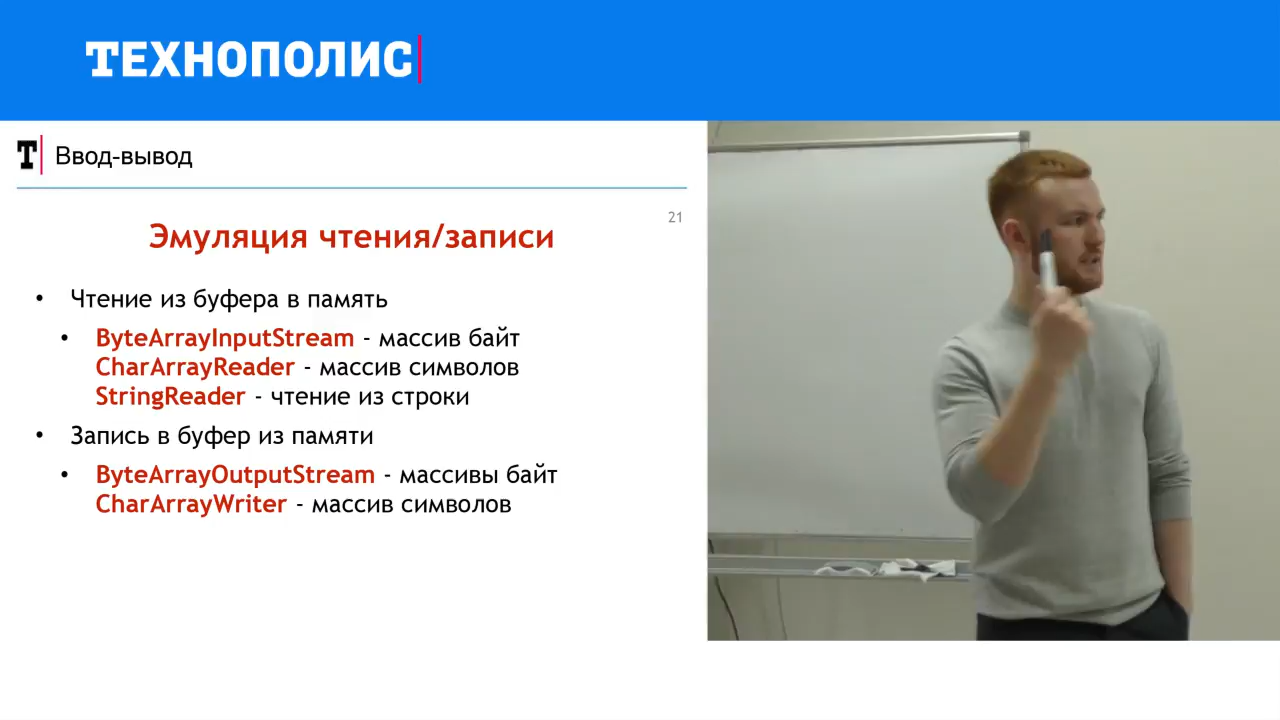 ТЕХНОПОЛИС
Т Ввод-вывод
21
Эмуляция чтения/записи
• Чтение из буфера в память
• ByteArrayInputStream - массив байт
CharArrayReader - массив символов
StringReader - чтение из строки
• Запись в буфер из памяти
• ByteArrayOutputStream - массивы байт
CharArrayWriter - массив символов